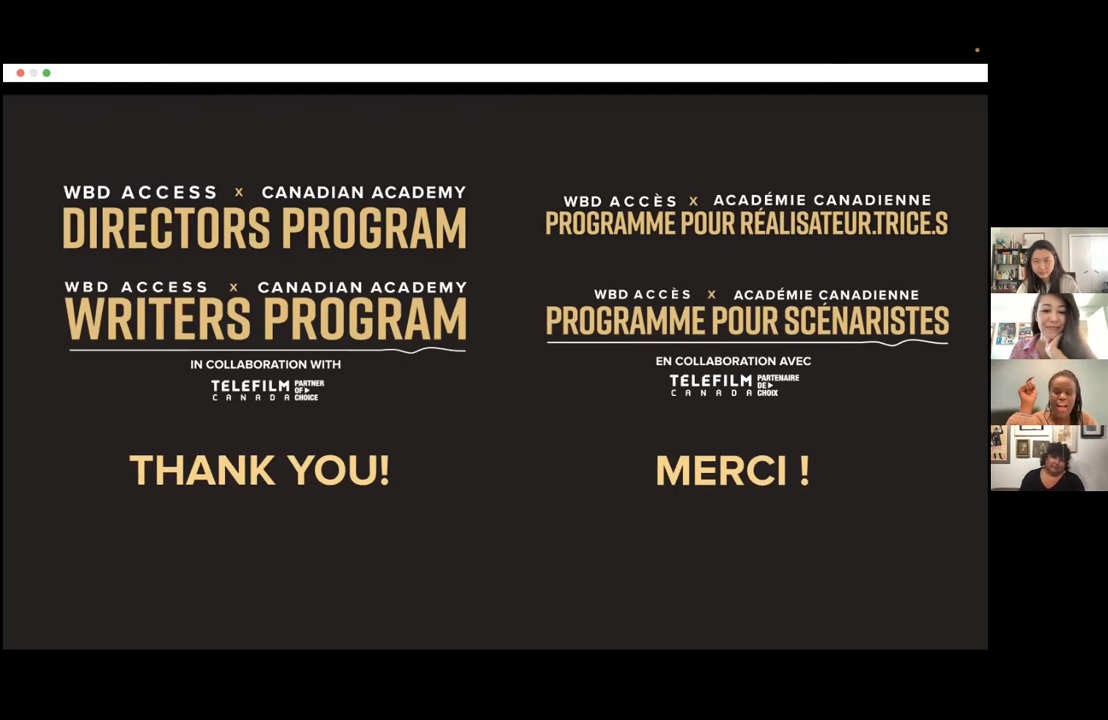 WBD ACCESS x CANADIAN ACADEMY
DIRECTORS PROGRAM
WBD ACCESS x CANADIAN ACADEMY
WRITERS PROGRAM
IN COLLABORATION WITH
TELEFILM
CANADA
PARTNER
OF
CHOICE
THANK YOU!
WBD ACCÈS x ACADÉMIE CANADIENNE
PROGRAMME POUR RÉALISATEUR.TRICE.S
WBD ACCÈS x ACADÉMIE CANADIENNE
PROGRAMME POUR SCÉNARISTES
EN COLLABORATION AVEC
TELEFILM
CANADA
PARTENAIRE
DE
CHOIX
MERCI !